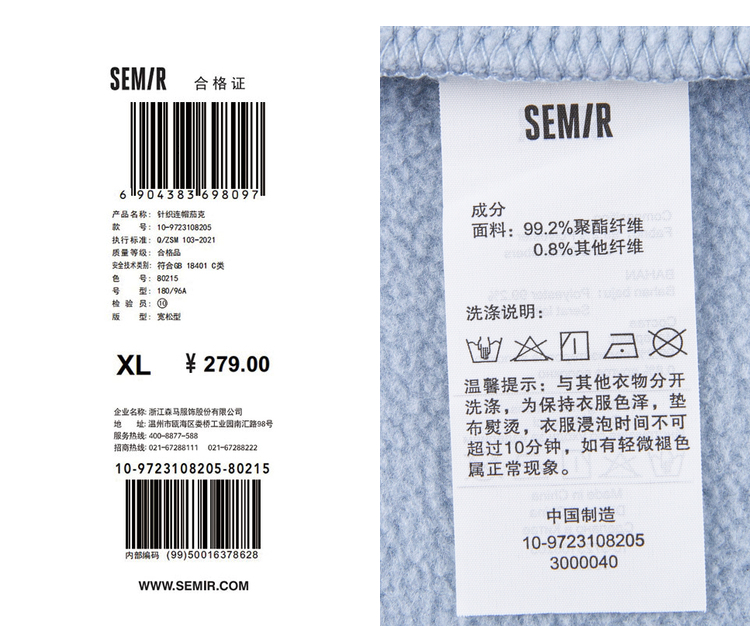 SEMIR 合格证
6 904383 698097
产品名称: 针织连帽茄克
款 号: 10-9723108205
执行标准: Q/ZSM 103-2021
质量等级: 合格品
安全技术类别: 符合GB 18401 C类
色 号: 80215
号 型: 180/96A
检 验 员: ⑩
版 型: 宽松型
XL ¥ 279.00
企业名称: 浙江森马服饰股份有限公司
地 址: 温州市瓯海区娄桥工业园南汇路98号
服务热线: 400-8877-588
招商热线: 021-67288111 021-67288222
10-9723108205-80215
内部编码 (99)50016378628
WWW.SEMIR.COM
SEMIR
成分
面料: 99.2%聚酯纤维
0.8%其他纤维
洗涤说明:
温馨提示: 与其他衣物分开
洗涤，为保持衣服色泽，垫
布熨烫，衣服浸泡时间不可
超过10分钟，如有轻微褪色
属正常现象。
中国制造
10-9723108205
3000040